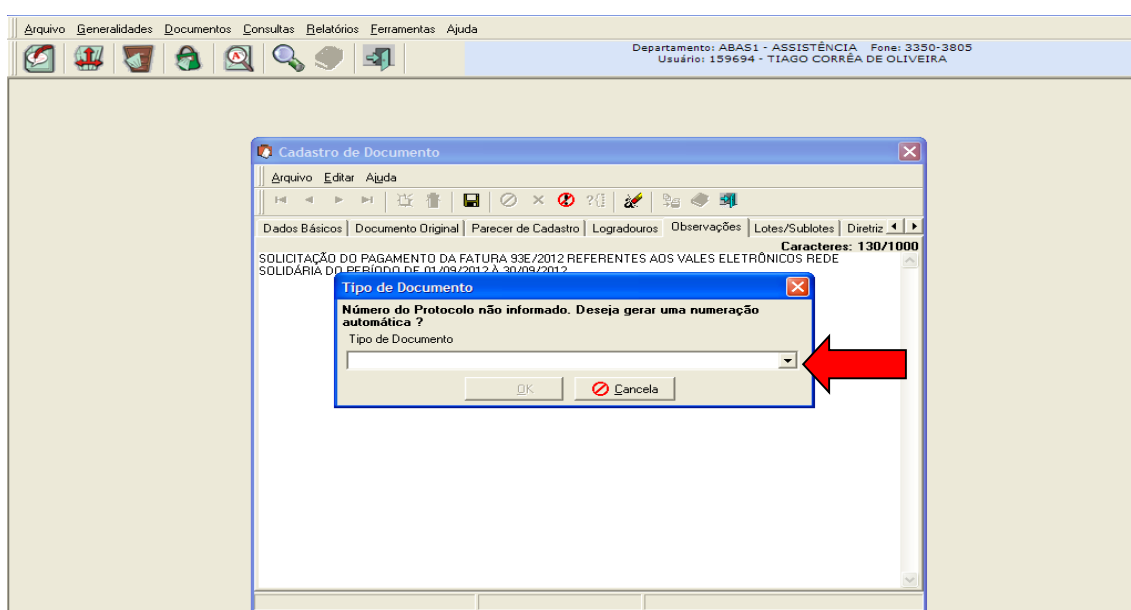 Arquivo Generalidades Documentos Consultas Relatórios Ferramentas Ajuda
Departamento: ABAS1 - ASSISTÊNCIA Fone: 3350-3805
Usuário: 159694 - TIAGO CORRÊA DE OLIVEIRA
Cadastro de Documento
Arquivo Editar Ajuda
Dados Básicos Documento Original Parecer de Cadastro Logradouros Observações Lotes/Sublotes Diretriz
Caracteres: 130/1000
SOLICITAÇÃO DO PAGAMENTO DA FATURA 93E/2012 REFERENTES AOS VALES ELETRÔNICOS REDE
SOLIDÁRIA DO PERÍODO DE 01/09/2012 À 30/09/2012
Tipo de Documento
Número do Protocolo não informado. Deseja gerar uma numeração
automática ?
Tipo de Documento
OK Cancela